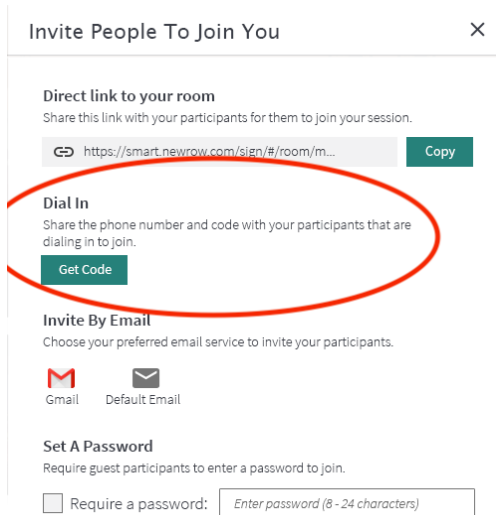 Invite People To Join You
Direct link to your room
Share this link with your participants for them to join your session.
https://smart.newrow.com/sign/#/room/m...
Copy
Dial In
Share the phone number and code with your participants that are
dialing in to join.
Get Code
Invite By Email
Choose your preferred email service to invite your participants.
Gmail
Default Email
Set A Password
Require guest participants to enter a password to join.
Require a password:
Enter password (8 - 24 characters)